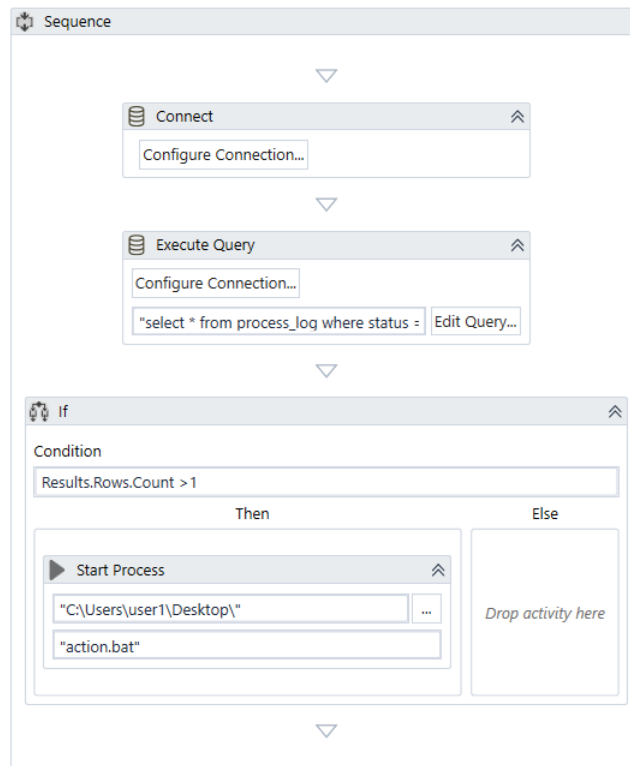 Sequence
Connect
Configure Connection...
Execute Query
Configure Connection...
"select * from process_log where status = Edit Query...
If
Condition
Results.Rows.Count >1
Then Else
Start Process
"C:\Users\user1\Desktop\" ...
Drop activity here
"action.bat"